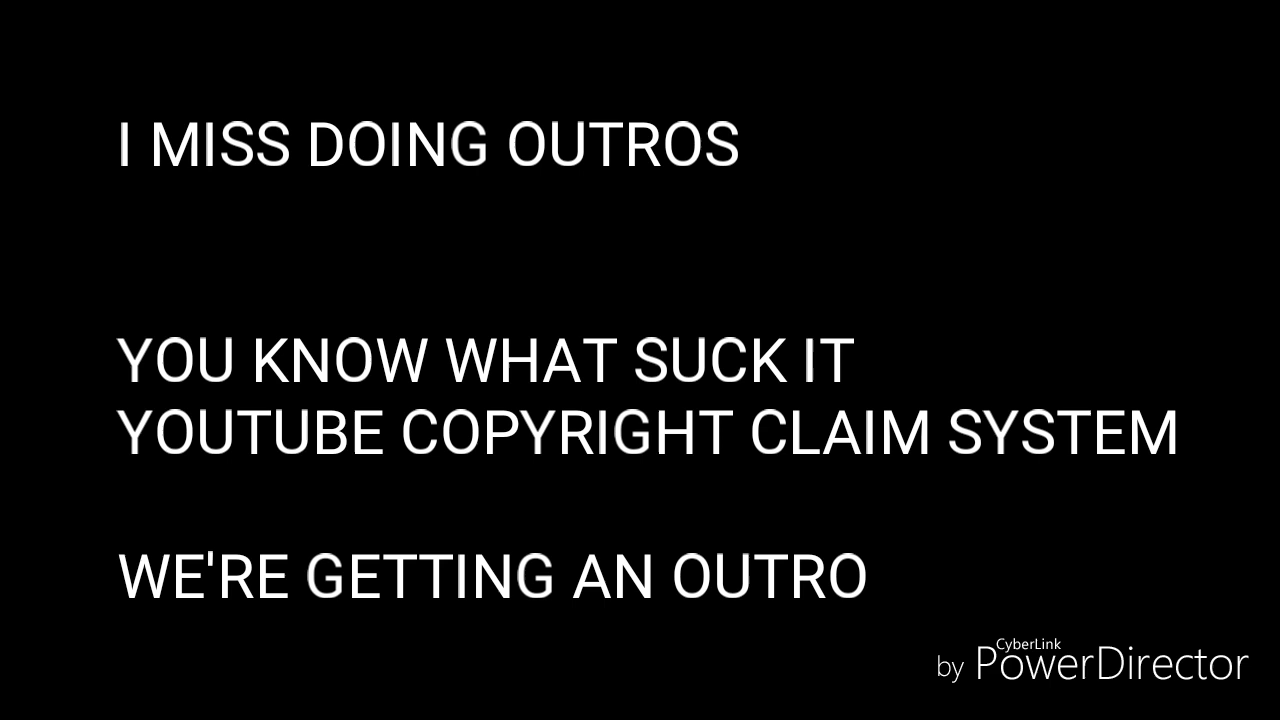 I MISS DOING OUTROS
YOU KNOW WHAT SUCK IT
YOUTUBE COPYRIGHT CLAIM SYSTEM
WE'RE GETTING AN OUTRO
CyberLink
by PowerDirector